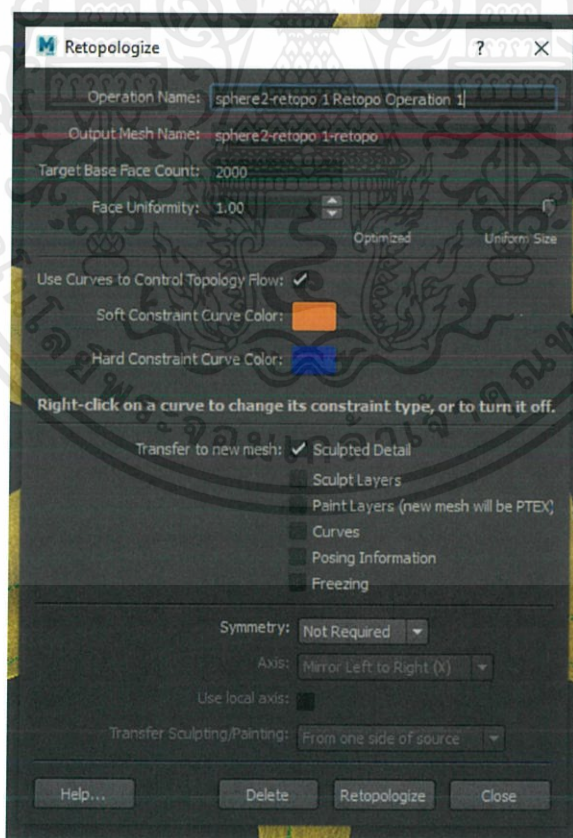 Retopologize ? ×
Operation Name: sphere2-retopo 1 Retopo Operation 1
Output Mesh Name: sphere2-retopo 1-retopo
Target Base Face Count: 2000
Face Uniformity: 1.00
Optimized Uniform Size
Use Curves to Control Topology Flow: ✓
Soft Constraint Curve Color:
Hard Constraint Curve Color:
Right-click on a curve to change its constraint type, or to turn it off.
Transfer to new mesh: ✓ Sculpted Detail
Sculpt Layers
Paint Layers (new mesh will be PTEX)
Curves
Posing Information
Freezing
Symmetry: Not Required
Axis: Mirror Left to Right (X)
Use local axis:
Transfer Sculpting/Painting: From one side of source
Help... Delete Retopologize Close